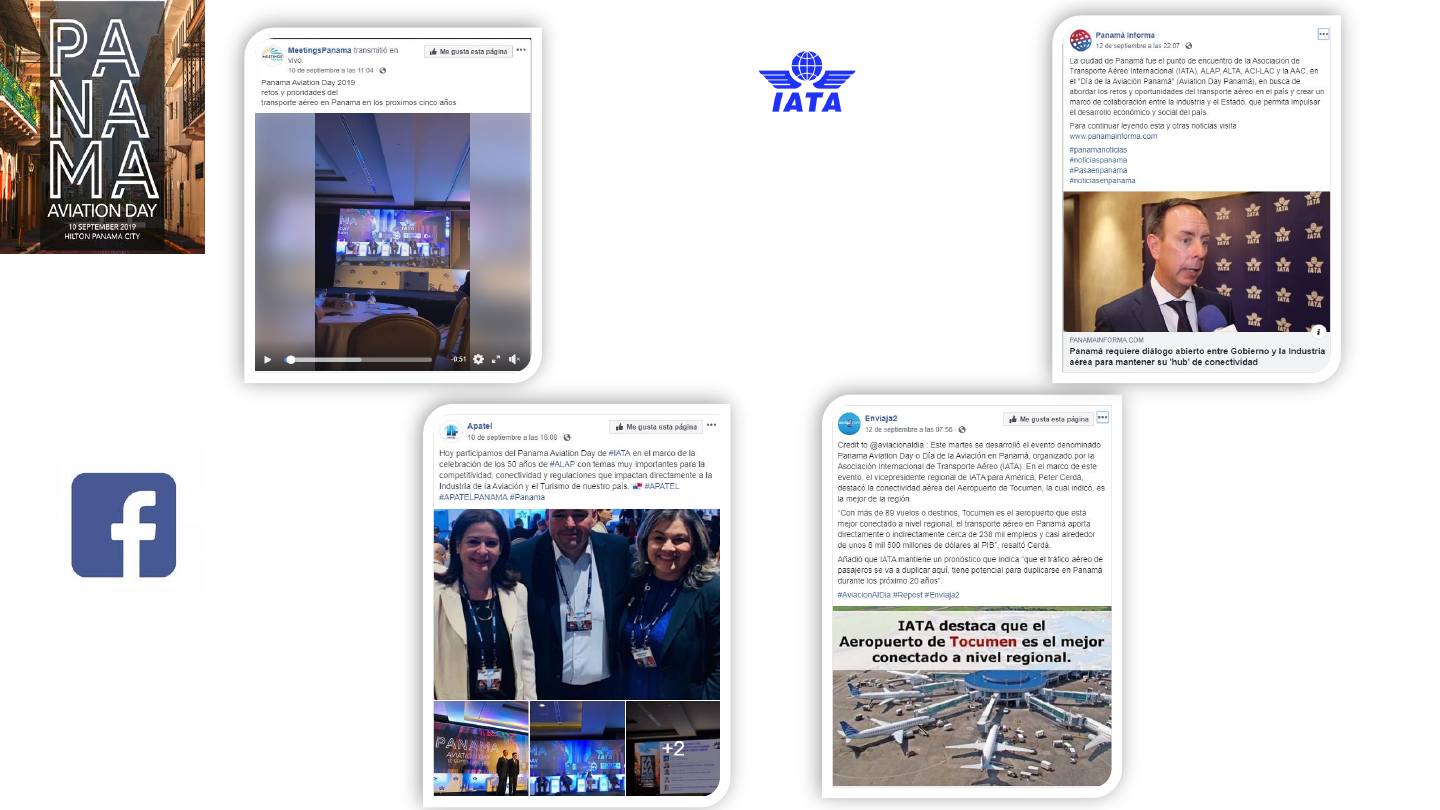 PA
NA
MA
AVIATION DAY
10 SEPTEMBER 2019
HILTON PANAMA CITY
MeetingsPanama transmitió en
vivo.
10 de septiembre a las 11:04
Me gusta esta página
Panama Aviation Day 2019
retos y prioridades del
transporte aéreo en Panama en los proximos cinco años
-0:51
IATA
Panamá Informa
12 de septiembre a las 22:07
La ciudad de Panamá fue el punto de encuentro de la Asociación de
Transporte Aéreo Internacional (IATA), ALAP, ALTA, ACI-LAC y la AAC, en
el "Día de la Aviación Panamá" (Aviation Day Panamá), en busca de
abordar los retos y oportunidades del transporte aéreo en el país y crear un
marco de colaboración entre la industria y el Estado, que permita impulsar
el desarrollo económico y social del país.
Para continuar leyendo esta y otras noticias visita
www.panamainforma.com
#panamanoticias
#noticiaspanama
#Pasaenpanama
#noticiasenpanama
IATA
PANAMAINFORMA.COM
Panamá requiere diálogo abierto entre Gobierno y la Industria
aérea para mantener su 'hub' de conectividad
f
Apatel
Me gusta esta página
10 de septiembre a las 16:08
Hoy participamos del Panama Aviation Day de #IATA en el marco de la
celebración de los 50 años de #ALAP con temas muy importantes para la
competitividad, conectividad y regulaciones que impactan directamente a la
Industria de la Aviación y el Turismo de nuestro país. #APATEL
#APATELPANAMA #Panama
PANAMA
AVIATION DAY
+2
Enviaja2
Me gusta esta página
12 de septiembre a las 07:56
Credit to @aviacionaldia : Este martes se desarrolló el evento denominado
Panama Aviation Day o Día de la Aviación en Panamá, organizado por la
Asociación Internacional de Transporte Aéreo (IATA). En el marco de este
evento, el vicepresidente regional de IATA para América, Peter Cerdá,
destacó la conectividad aérea del Aeropuerto de Tocumen, la cual indicó, es
la mejor de la región.
"Con más de 89 vuelos o destinos, Tocumen es el aeropuerto que está
mejor conectado a nivel regional, el transporte aéreo en Panamá aporta
directamente o indirectamente cerca de 236 mil empleos y casi alrededor
de unos 8 mil 500 millones de dólares al PIB", resaltó Cerdà.
Añadió que IATA mantiene un pronóstico que indica "que el tráfico aéreo de
pasajeros se va a duplicar aquí, tiene potencial para duplicarse en Panamá
durante los próximo 20 años".
#AviacionAlDia #Repost #Enviaja2
IATA destaca que el
Aeropuerto de Tocumen es el mejor
conectado a nivel regional.